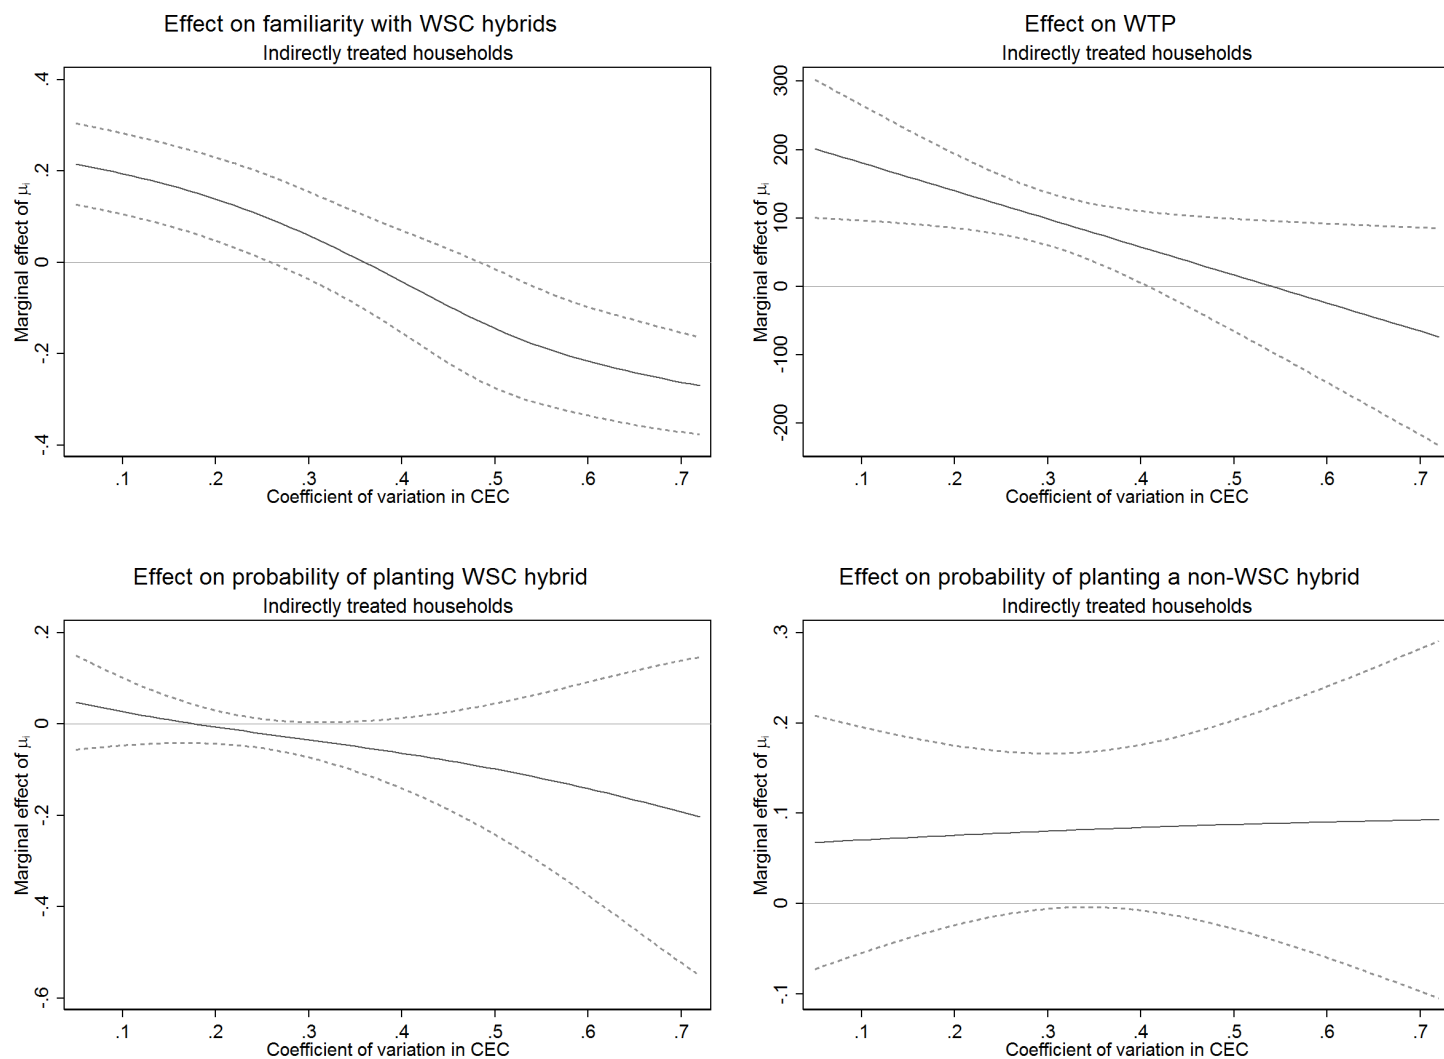 Effect on familiarity with WSC hybrids
Indirectly treated households
Marginal effect of μi
.4
.2
0
-.2
-.4
.1 .2 .3 .4 .5 .6 .7
Coefficient of variation in CEC
Effect on WTP
Indirectly treated households
Marginal effect of μi
300
200
100
0
-100
-200
.1 .2 .3 .4 .5 .6 .7
Coefficient of variation in CEC
Effect on probability of planting WSC hybrid
Indirectly treated households
Marginal effect of μi
.2
0
-.2
-.4
-.6
.1 .2 .3 .4 .5 .6 .7
Coefficient of variation in CEC
Effect on probability of planting a non-WSC hybrid
Indirectly treated households
Marginal effect of μi
.3
.2
.1
0
-.1
.1 .2 .3 .4 .5 .6 .7
Coefficient of variation in CEC